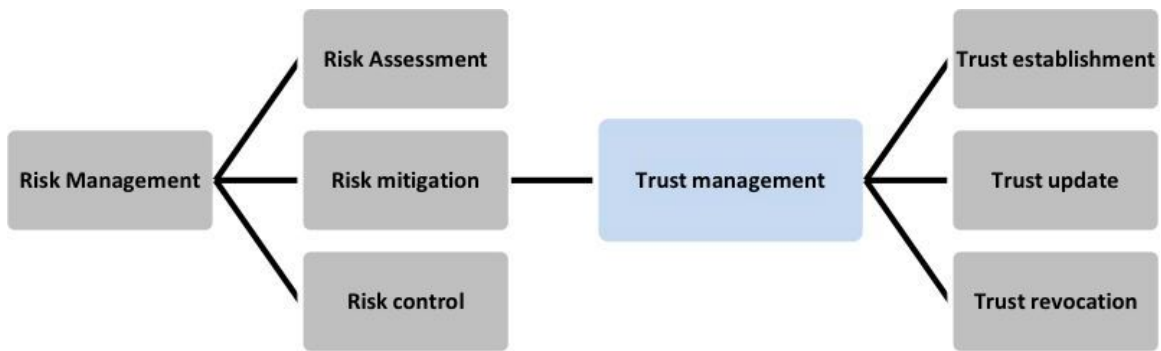 Risk Management
Risk Assessment
Risk mitigation
Risk control
Trust management
Trust establishment
Trust update
Trust revocation